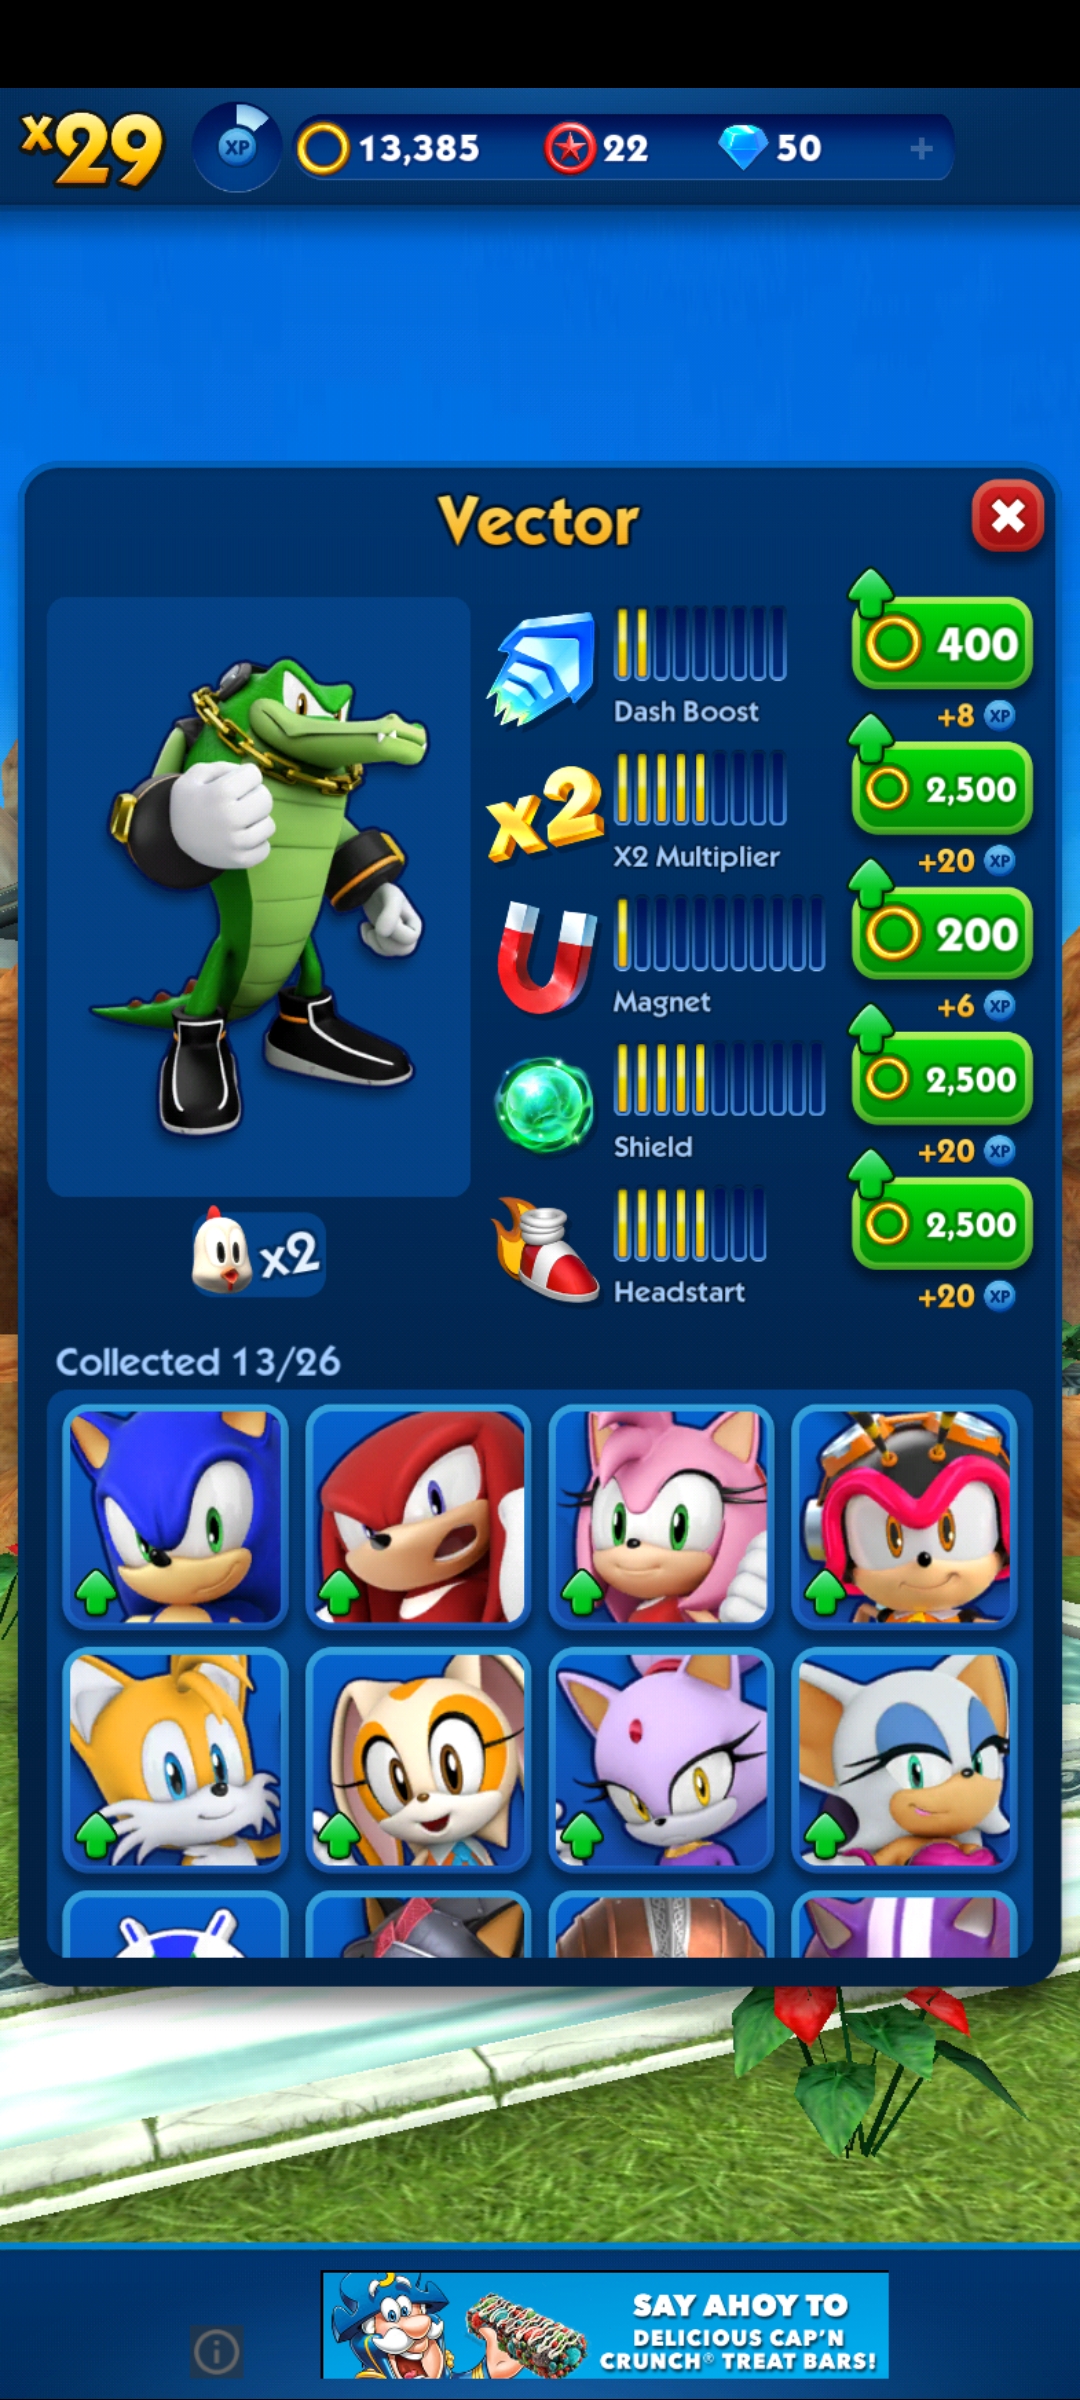 x29 XP 13,385 22 50 +
Vector
400
Dash Boost
+8 XP
x2
2,500
X2 Multiplier
+20 XP
200
Magnet
+6 XP
2,500
Shield
+20 XP
x2
2,500
Headstart
+20 XP
Collected 13/26
SAY AHOY TO
DELICIOUS CAP'N
CRUNCH® TREAT BARS!